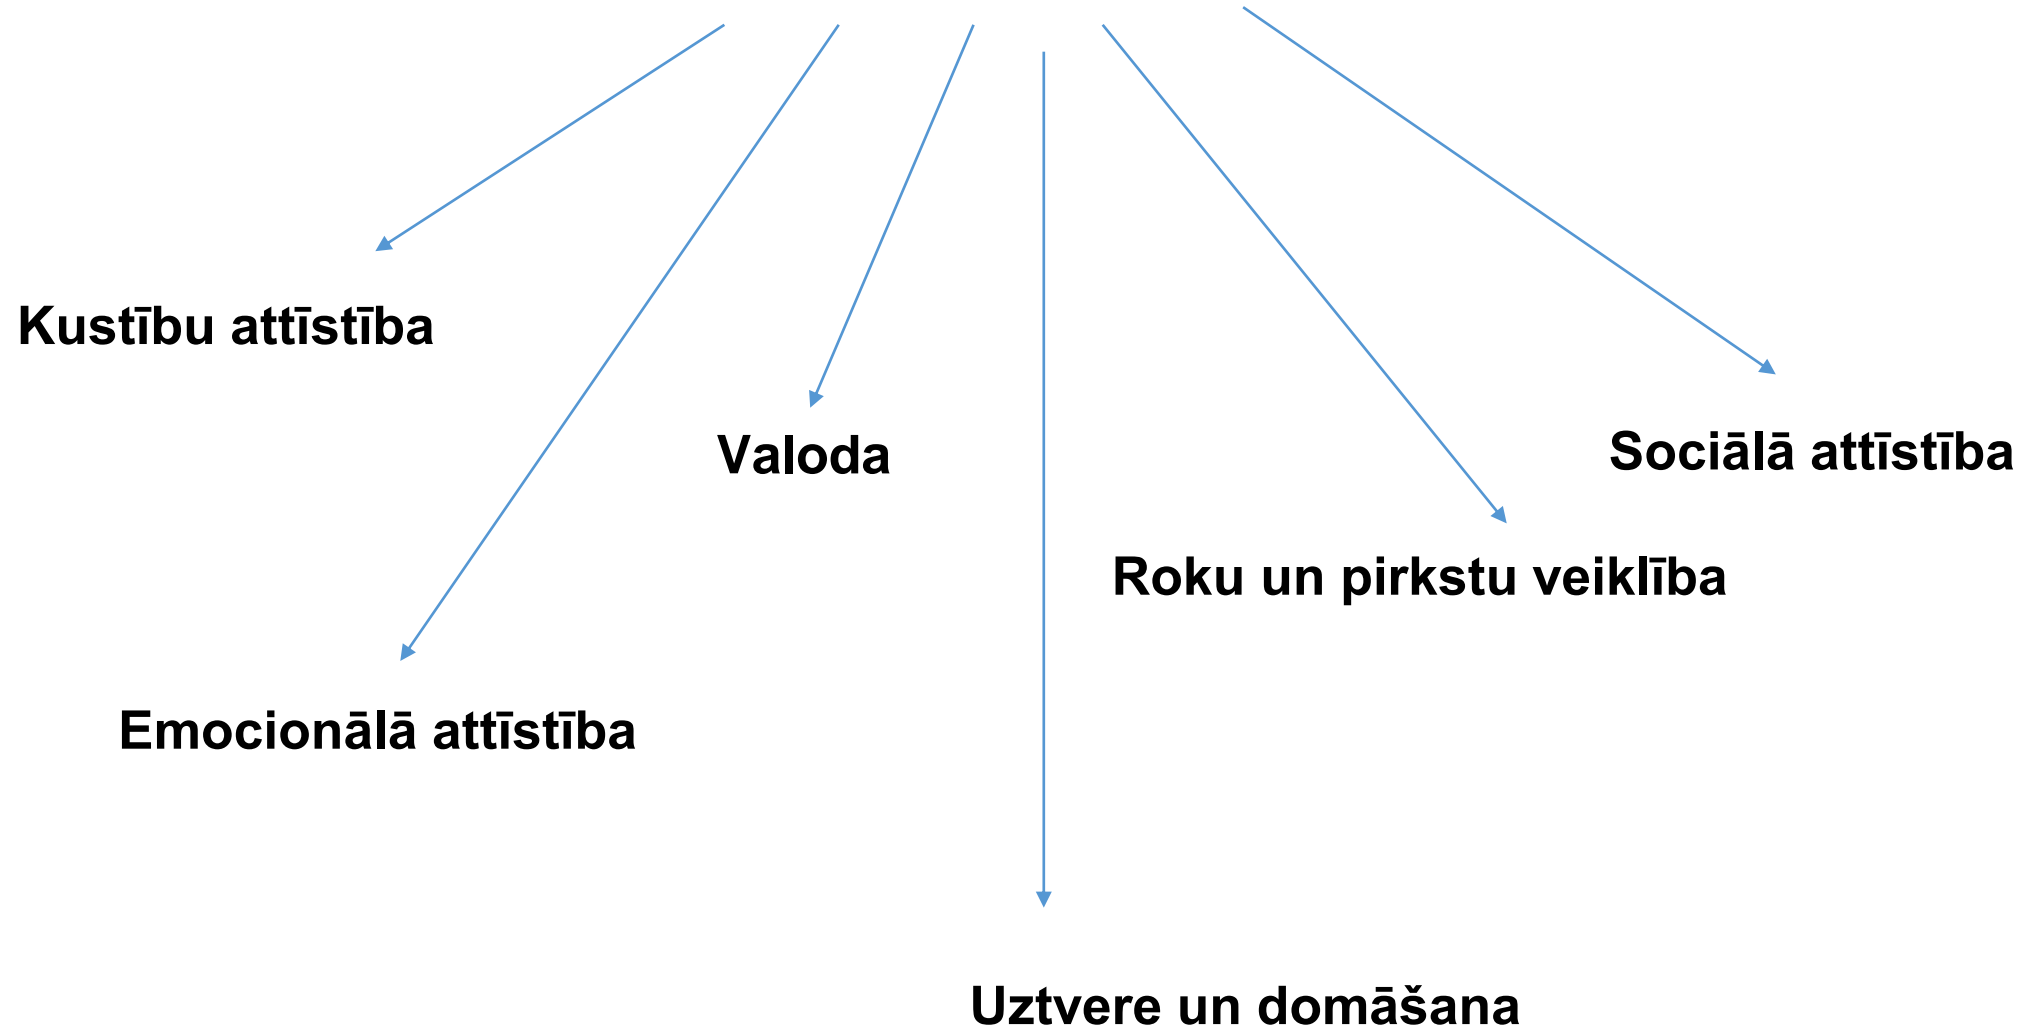 Kustību attīstība
Valoda
Sociālā attīstība
Roku un pirkstu veiklība
Emocionālā attīstība
Uztvere un domāšana